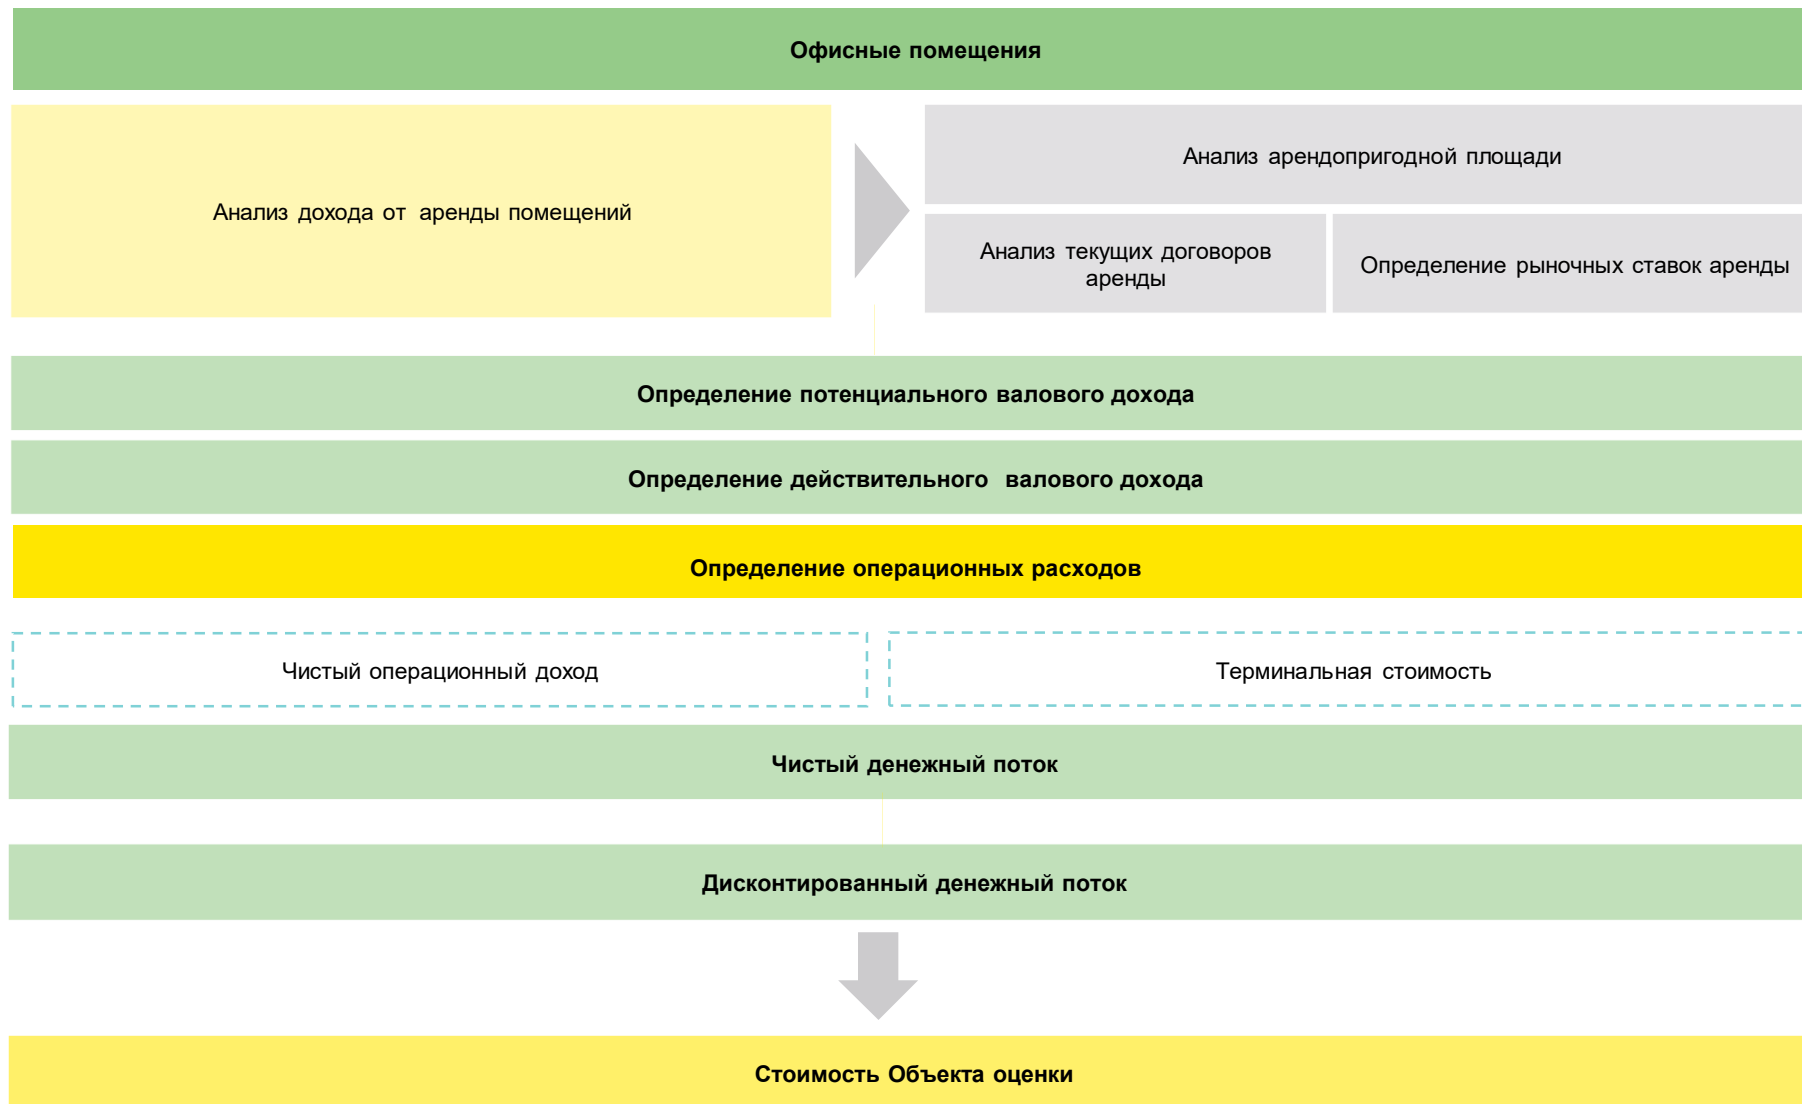 Офисные помещения
Анализ дохода от аренды помещений
Анализ арендопригодной площади
Анализ текущих договоров
аренды
Определение рыночных ставок аренды
Определение потенциального валового дохода
Определение действительного валового дохода
Определение операционных расходов
Чистый операционный доход
Терминальная стоимость
Чистый денежный поток
Дисконтированный денежный поток
Стоимость Объекта оценки